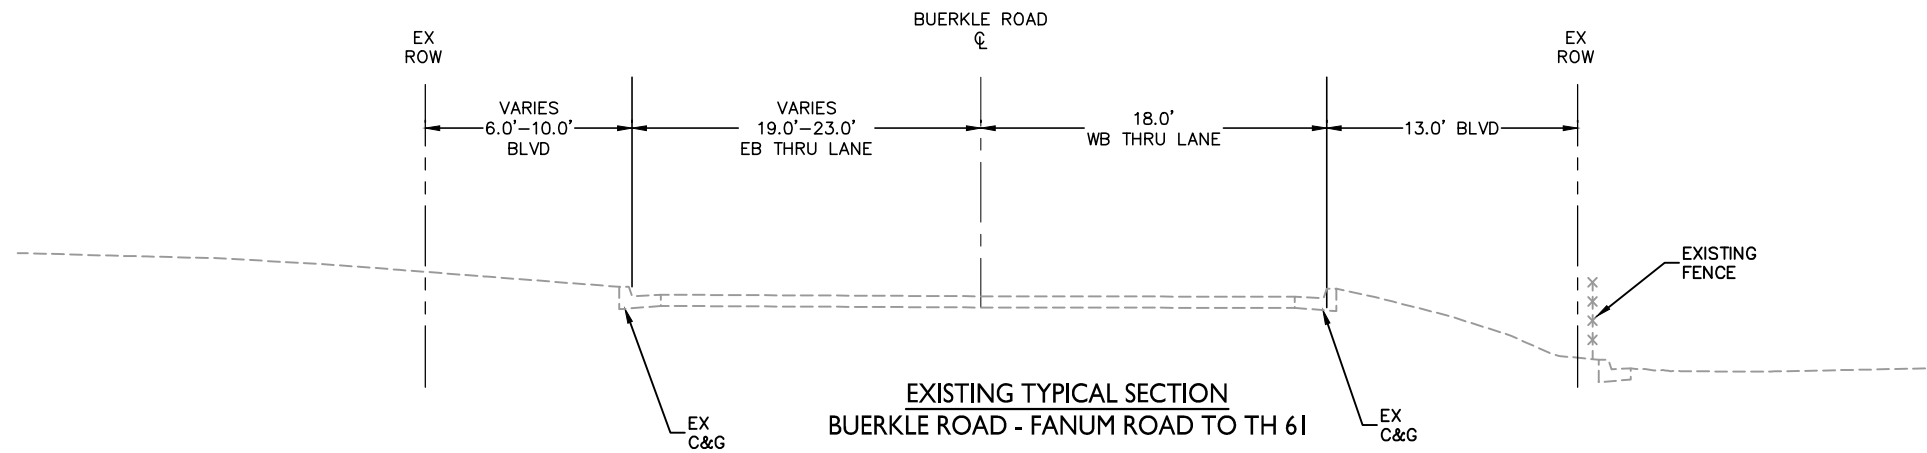 BUERKLE ROAD
℄
EX
ROW
EX
ROW
VARIES
6.0'-10.0'
BLVD
VARIES
19.0'-23.0'
EB THRU LANE
18.0'
WB THRU LANE
13.0' BLVD
EXISTING
FENCE
EX
C&G
EX
C&G
EXISTING TYPICAL SECTION
BUERKLE ROAD - FANUM ROAD TO TH 61